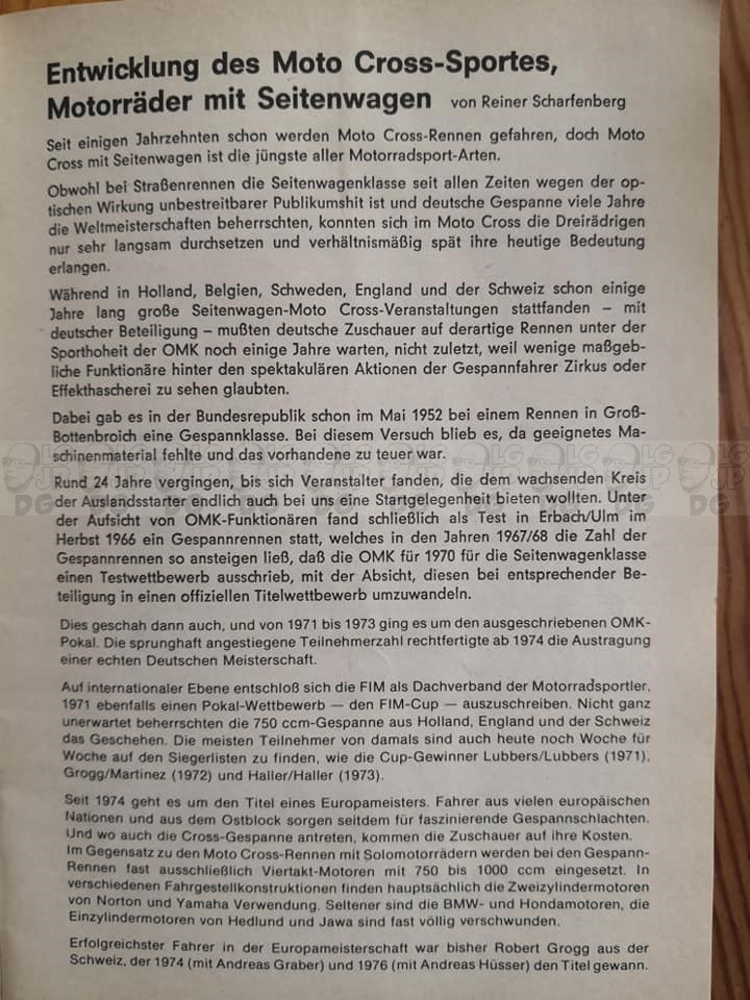 Entwicklung des Moto Cross-Sportes,
Motorräder mit Seitenwagen von Reiner Scharfenberg
Seit einigen Jahrzehnten schon werden Moto Cross-Rennen gefahren, doch Moto
Cross mit Seitenwagen ist die jüngste aller Motorradsport-Arten.
Obwohl bei Straßenrennen die Seitenwagenklasse seit allen Zeiten wegen der op-
tischen Wirkung unbestreitbarer Publikumshit ist und deutsche Gespanne viele Jahre
die Weltmeisterschaften beherrschten, konnten sich im Moto Cross die Dreirädrigen
nur sehr langsam durchsetzen und verhältnismäßig spät ihre heutige Bedeutung
erlangen.
Während in Holland, Belgien, Schweden, England und der Schweiz schon einige
Jahre lang große Seitenwagen-Moto Cross-Veranstaltungen stattfanden – mit
deutscher Beteiligung – mußten deutsche Zuschauer auf derartige Rennen unter der
Sporthoheit der OMK noch einige Jahre warten, nicht zuletzt, weil wenige maßgeb-
liche Funktionäre hinter den spektakulären Aktionen der Gespannfahrer Zirkus oder
Effekthascherei zu sehen glaubten.
Dabei gab es in der Bundesrepublik schon im Mai 1952 bei einem Rennen in Groß-
Bottenbroich eine Gespannklasse. Bei diesem Versuch blieb es, da geeignetes Ma-
schinenmaterial fehlte und das vorhandene zu teuer war.
Rund 24 Jahre vergingen, bis sich Veranstalter fanden, die dem wachsenden Kreis
der Auslandsstarter endlich auch bei uns eine Startgelegenheit bieten wollten. Unter
der Aufsicht von OMK-Funktionären fand schließlich als Test in Erbach/Ulm im
Herbst 1966 ein Gespannrennen statt, welches in den Jahren 1967/68 die Zahl der
Gespannrennen so ansteigen ließ, daß die OMK für 1970 für die Seitenwagenklasse
einen Testwettbewerb ausschrieb, mit der Absicht, diesen bei entsprechender Be-
teiligung in einen offiziellen Titelwettbewerb umzuwandeln.
Dies geschah dann auch, und von 1971 bis 1973 ging es um den ausgeschriebenen OMK-
Pokal. Die sprunghaft angestiegene Teilnehmerzahl rechtfertigte ab 1974 die Austragung
einer echten Deutschen Meisterschaft.
Auf internationaler Ebene entschloß sich die FIM als Dachverband der Motorradsportler,
1971 ebenfalls einen Pokal-Wettbewerb — den FIM-Cup — auszuschreiben. Nicht ganz
unerwartet beherrschten die 750 ccm-Gespanne aus Holland, England und der Schweiz
das Geschehen. Die meisten Teilnehmer von damals sind auch heute noch Woche für
Woche auf den Siegerlisten zu finden, wie die Cup-Gewinner Lubbers/Lubbers (1971),
Grogg/Martinez (1972) und Haller/Haller (1973).
Seit 1974 geht es um den Titel eines Europameisters. Fahrer aus vielen europäischen
Nationen und aus dem Ostblock sorgen seitdem für faszinierende Gespannschlachten.
Und wo auch die Cross-Gespanne antreten, kommen die Zuschauer auf ihre Kosten.
Im Gegensatz zu den Moto Cross-Rennen mit Solomotorrädern werden bei den Gespann-
Rennen fast ausschließlich Viertakt-Motoren mit 750 bis 1000 ccm eingesetzt. In
verschiedenen Fahrgestellkonstruktionen finden hauptsächlich die Zweizylindermotoren
von Norton und Yamaha Verwendung. Seltener sind die BMW- und Hondamotoren, die
Einzylindermotoren von Hedlund und Jawa sind fast völlig verschwunden.
Erfolgreichster Fahrer in der Europameisterschaft war bisher Robert Grogg aus der
Schweiz, der 1974 (mit Andreas Graber) und 1976 (mit Andreas Hüsser) den Titel gewann.